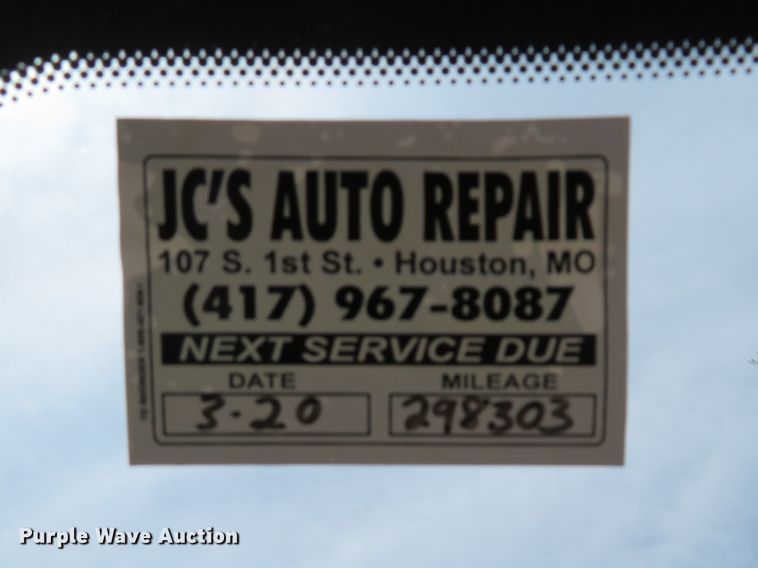 JC'S AUTO REPAIR
107 S. 1st St. • Houston, MO
(417) 967-8087
NEXT SERVICE DUE
DATE MILEAGE
3-20 298303
Purple Wave Auction